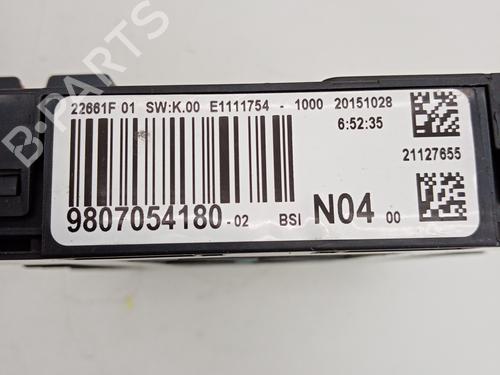 22661F 01 SW:K.00 E1111754 - 1000 20151028
6:52:35
21127655
9807054180-02 BSI N04 00
B-PARTS